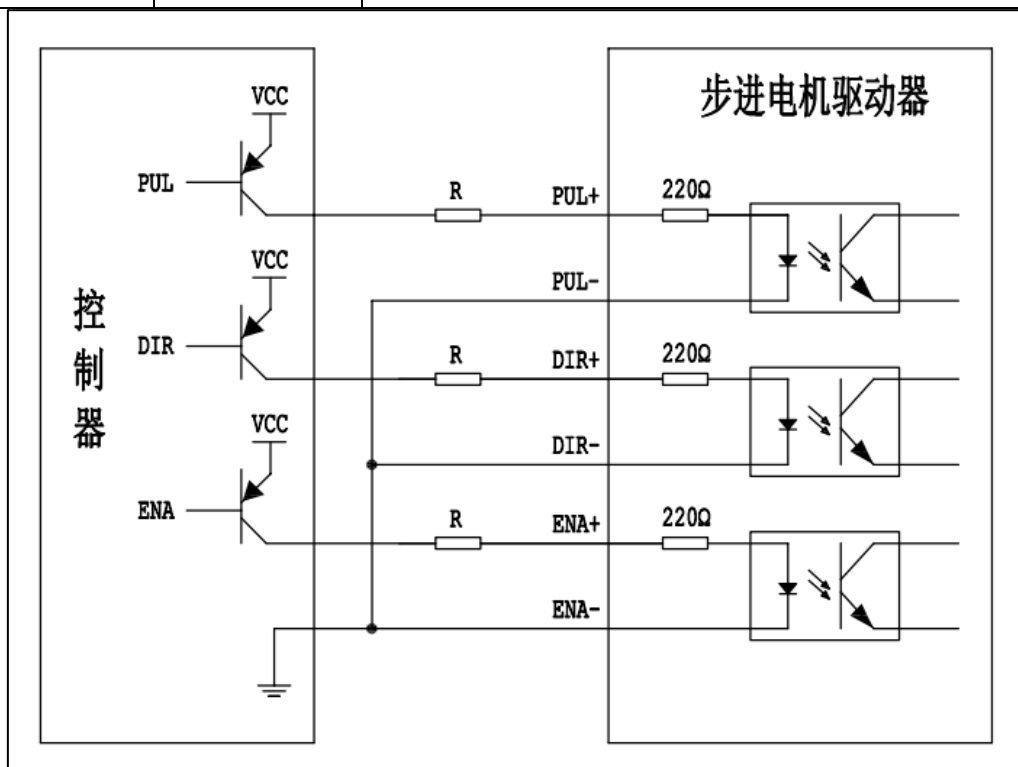 步进电机驱动器
VCC
PUL
R
PUL+
220Ω
PUL-
VCC
控制器
DIR
R
DIR+
220Ω
DIR-
VCC
ENA
R
ENA+
220Ω
ENA-